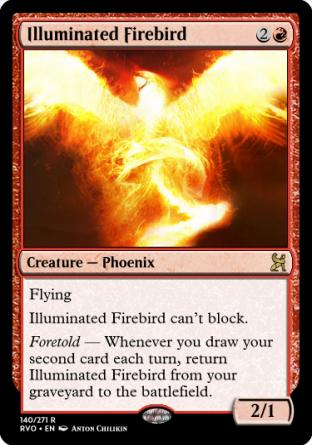 Illuminated Firebird 2
Creature — Phoenix
Flying
Illuminated Firebird can't block.
Foretold — Whenever you draw your
second card each turn, return
Illuminated Firebird from your
graveyard to the battlefield.
2/1
140/271 R
RVO • EN Anton Chilikin